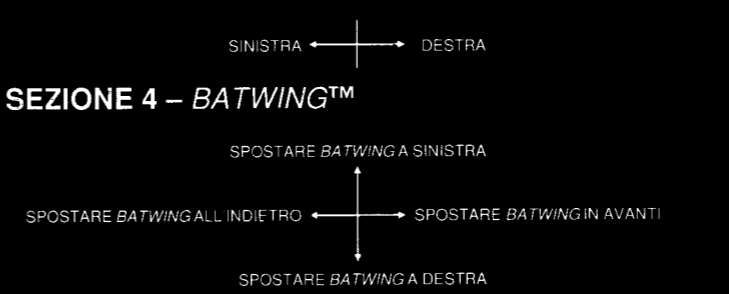 SINISTRA DESTRA
SEZIONE 4 – BATWING™
SPOSTARE BATWING A SINISTRA
SPOSTARE BATWING ALL'INDIETRO SPOSTARE BATWING IN AVANTI
SPOSTARE BATWING A DESTRA